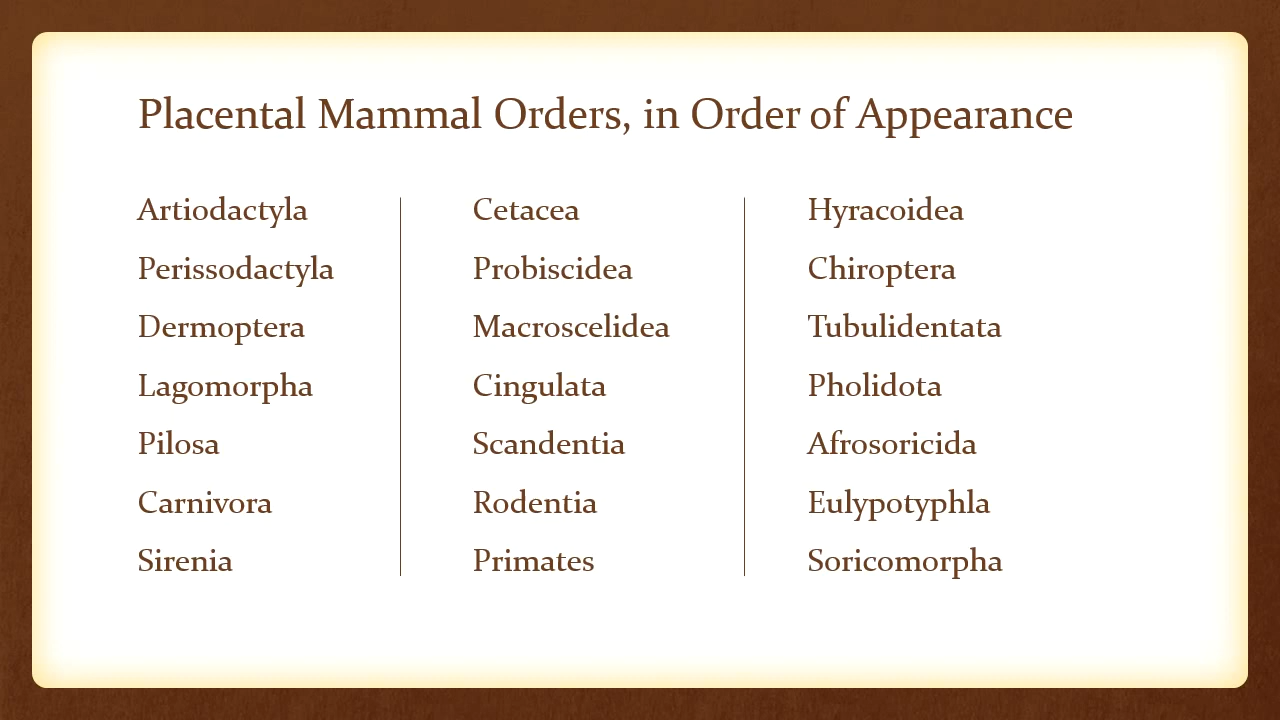 Placental Mammal Orders, in Order of Appearance
Artiodactyla
Perissodactyla
Dermoptera
Lagomorpha
Pilosa
Carnivora
Sirenia
Cetacea
Probiscidea
Macroscelidea
Cingulata
Scandentia
Rodentia
Primates
Hyracoidea
Chiroptera
Tubulidentata
Pholidota
Afrosoricida
Eulypotyphla
Soricomorpha